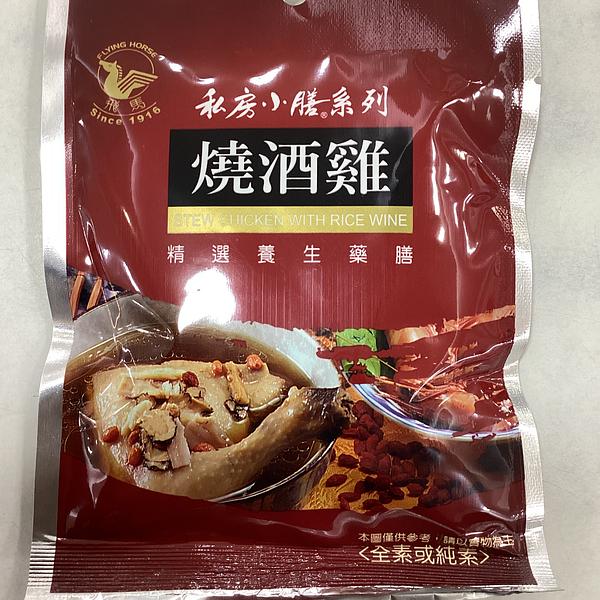 FLYING HORSE
飛馬
Since 1916
私房小膳®系列
燒酒雞
STEW CHICKEN WITH RICE WINE
精選養生藥膳
本圖僅供參考,請以實物為主
<全素或純素>